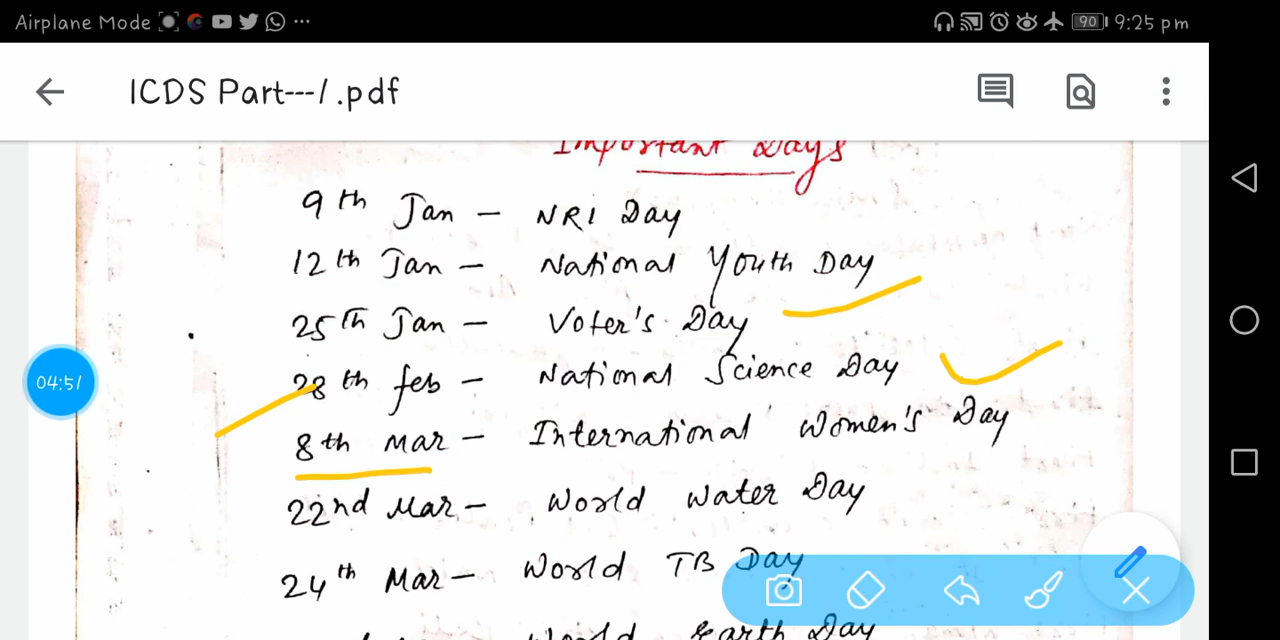 Airplane Mode ... 90 9:25 pm
ICDS Part---1 .pdf
Important Days
9th Jan - NRI Day
12th Jan - National Youth Day
25th Jan - Voter's Day
28th feb - National Science Day
04:51
8th Mar - International Women's Day
22nd Mar - World Water Day
24th Mar - World TB Day
World Earth Day